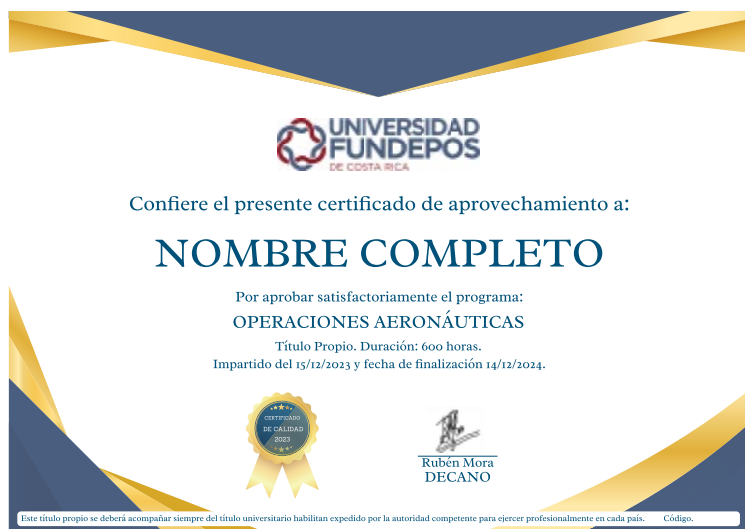 UNIVERSIDAD
FUNDEPOS
DE COSTA RICA
Confiere el presente certificado de aprovechamiento a:
NOMBRE COMPLETO
Por aprobar satisfactoriamente el programa:
OPERACIONES AERONÁUTICAS
Título Propio. Duración: 600 horas.
Impartido del 15/12/2023 y fecha de finalización 14/12/2024.
CERTIFICADO
DE CALIDAD
2023
Rubén Mora
DECANO
Este título propio se deberá acompañar siempre del título universitario habilitan expedido por la autoridad competente para ejercer profesionalmente en cada país. Código.